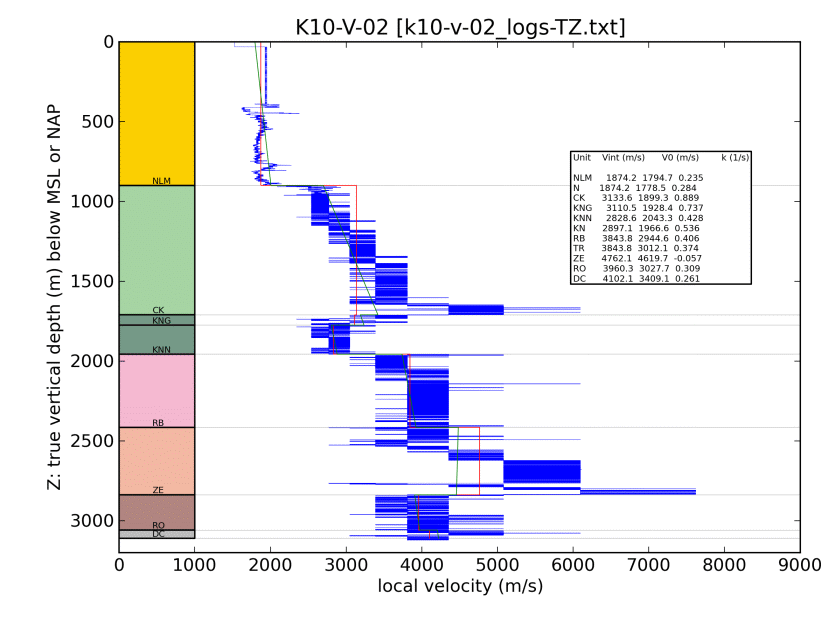 K10-V-02 [k10-v-02_logs-TZ.txt]
Z: true vertical depth (m) below MSL or NAP
0
500
1000
1500
2000
2500
3000
NLM
CK
KNG
KNN
RB
ZE
RO
DC
Unit Vint (m/s) V0 (m/s) k (1/s)
NLM 1874.2 1794.7 0.235
N 1874.2 1778.5 0.284
CK 3133.6 1899.3 0.889
KNG 3110.5 1928.4 0.737
KNN 2828.6 2043.3 0.428
KN 2897.1 1966.6 0.536
RB 3843.8 2944.6 0.406
TR 3843.8 3012.1 0.374
ZE 4762.1 4619.7 -0.057
RO 3960.3 3027.7 0.309
DC 4102.1 3409.1 0.261
0 1000 2000 3000 4000 5000 6000 7000 8000 9000
local velocity (m/s)